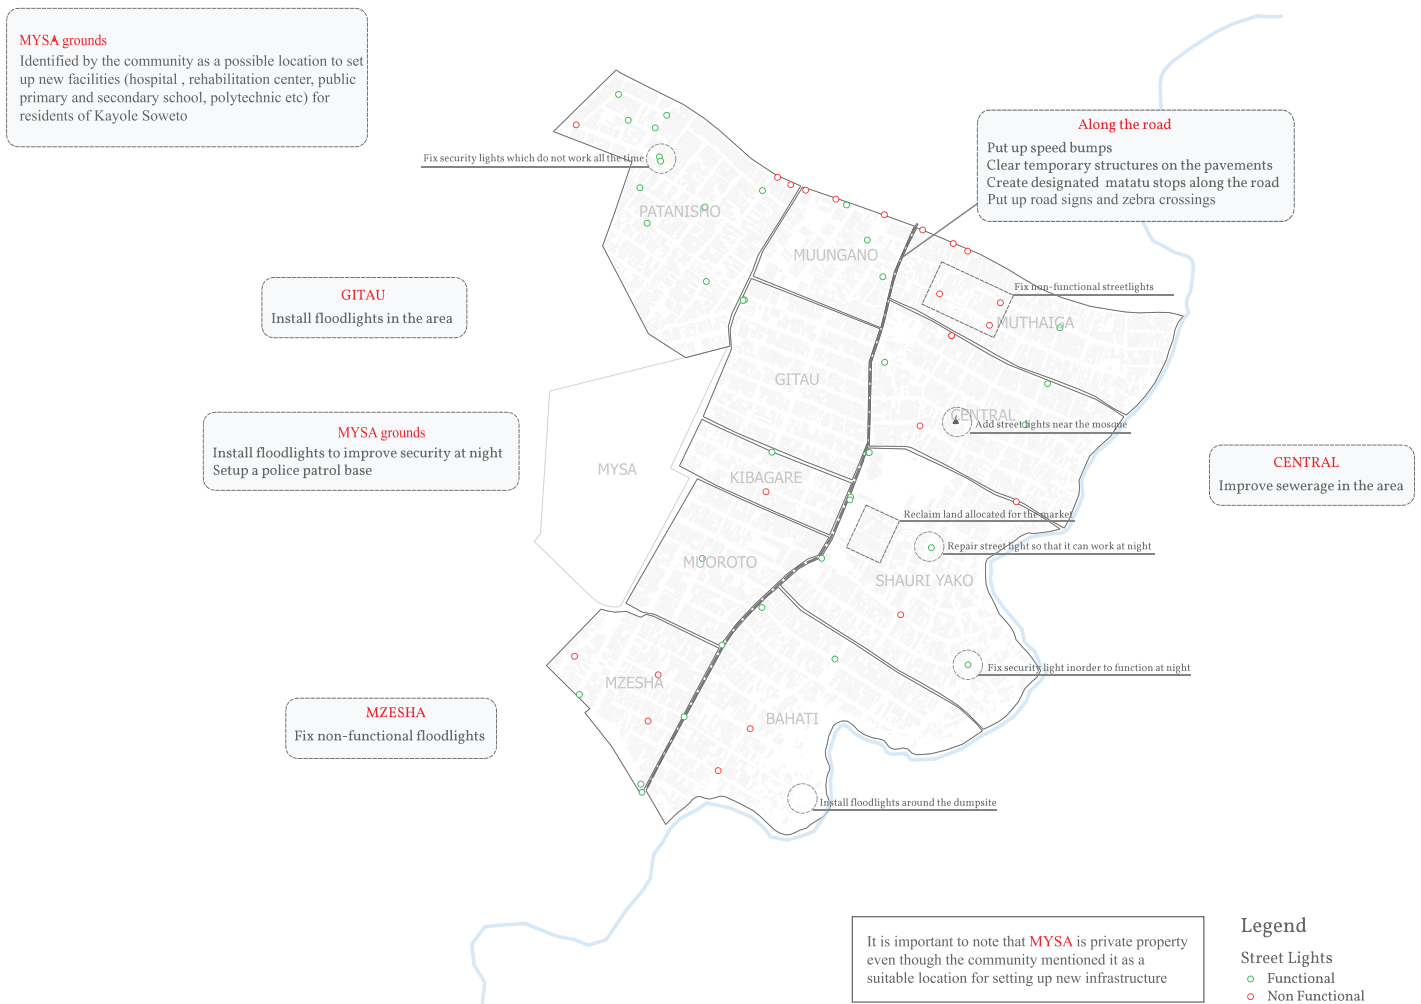 MYSA grounds
Identified by the community as a possible location to set
up new facilities (hospital , rehabilitation center, public
primary and secondary school, polytechnic etc) for
residents of Kayole Soweto
Along the road
Put up speed bumps
Clear temporary structures on the pavements
Create designated matatu stops along the road
Put up road signs and zebra crossings
Fix security lights which do not work all the time
PATANISHO
MUUNGANO
GITAU
Install floodlights in the area
Fix non-functional streetlights
MUTHAIGA
GITAU
CENTRAL
Add street lights near the mosque
MYSA grounds
Install floodlights to improve security at night
Setup a police patrol base
MYSA
KIBAGARE
CENTRAL
Improve sewerage in the area
Reclaim land allocated for the market
Repair street light so that it can work at night
MUOROTO
SHAURI YAKO
Fix security light inorder to function at night
MZESHA
BAHATI
MZESHA
Fix non-functional floodlights
Install floodlights around the dumpsite
It is important to note that MYSA is private property
even though the community mentioned it as a
suitable location for setting up new infrastructure
Legend
Street Lights
Functional
Non Functional